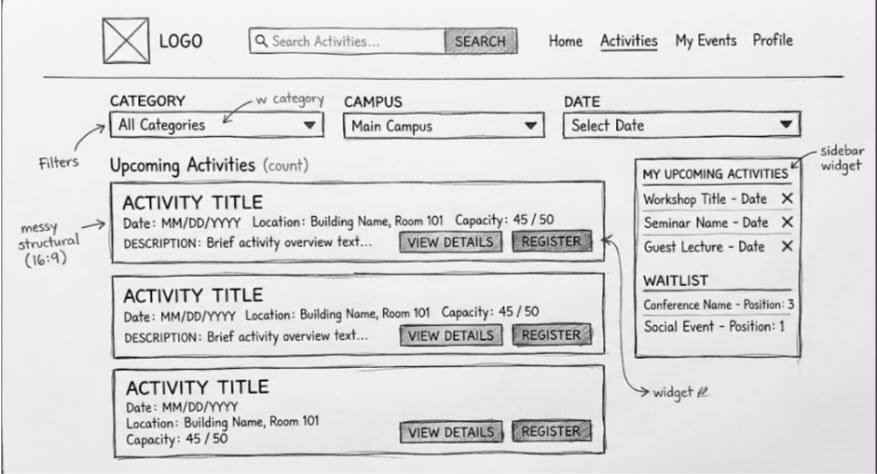 LOGO
Search Activities...
SEARCH
Home Activities My Events Profile
CATEGORY
w category
CAMPUS
DATE
All Categories
Main Campus
Select Date
Filters
Upcoming Activities (count)
sidebar
widget
ACTIVITY TITLE
Date: MM/DD/YYYY Location: Building Name, Room 101 Capacity: 45 / 50
DESCRIPTION: Brief activity overview text...
VIEW DETAILS
REGISTER
messy
structural
(16:9)
ACTIVITY TITLE
Date: MM/DD/YYYY Location: Building Name, Room 101 Capacity: 45 / 50
DESCRIPTION: Brief activity overview text...
VIEW DETAILS
REGISTER
ACTIVITY TITLE
Date: MM/DD/YYYY
Location: Building Name, Room 101
Capacity: 45 / 50
VIEW DETAILS
REGISTER
MY UPCOMING ACTIVITIES
Workshop Title - Date X
Seminar Name - Date X
Guest Lecture - Date X
WAITLIST
Conference Name - Position: 3
Social Event - Position: 1
widget